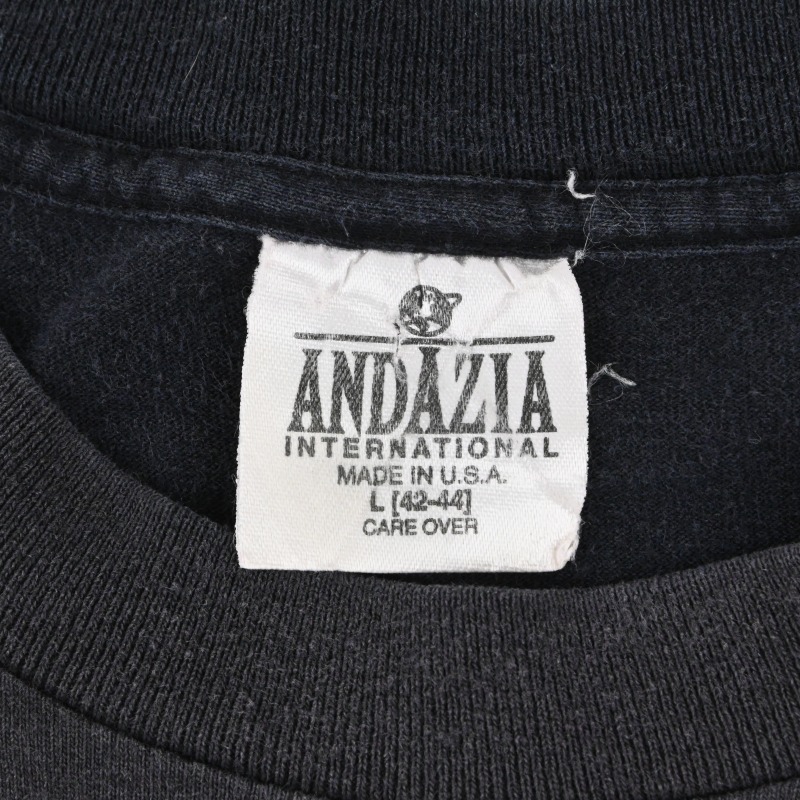 ANDAZIA
INTERNATIONAL
MADE IN U.S.A.
L [42-44]
CARE OVER